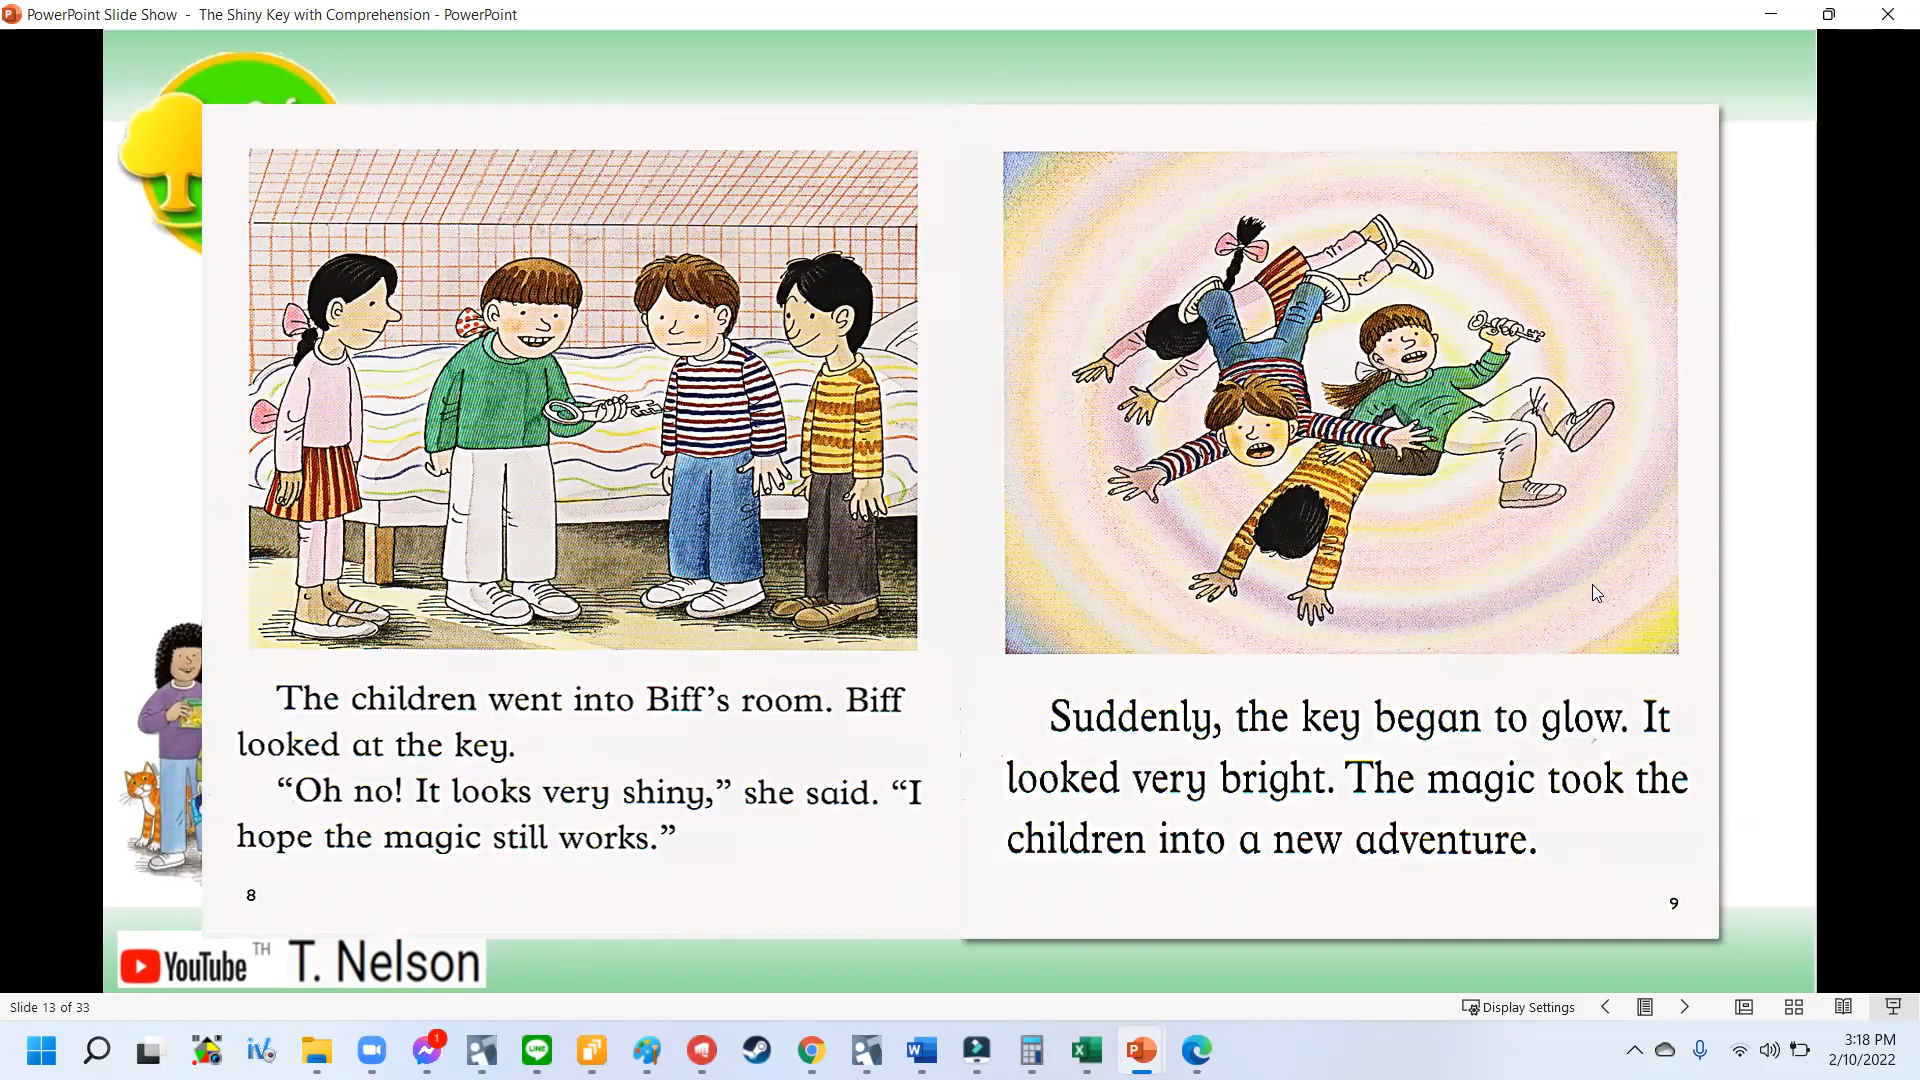 PowerPoint Slide Show - The Shiny Key with Comprehension - PowerPoint
The children went into Biff’s room. Biff
looked at the key.
“Oh no! It looks very shiny,” she said. “I
hope the magic still works.”
8
Suddenly, the key began to glow. It
looked very bright. The magic took the
children into a new adventure.
9
YouTube TH T. Nelson
Slide 13 of 33
Display Settings
1
3:18 PM
2/10/2022